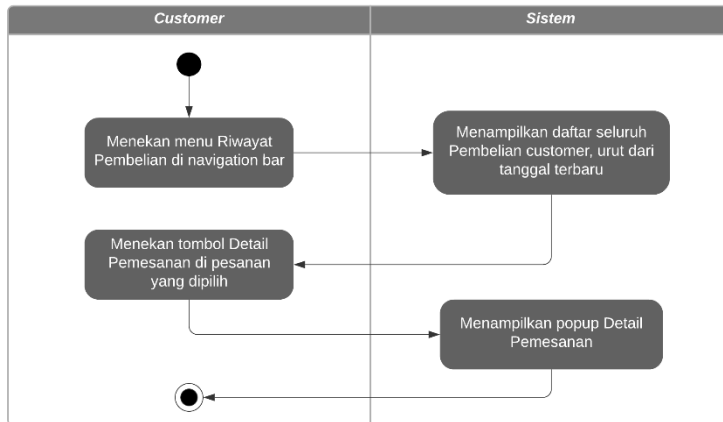 Customer
Sistem
Menekan menu Riwayat
Pembelian di navigation bar
Menampilkan daftar seluruh
Pembelian customer, urut dari
tanggal terbaru
Menekan tombol Detail
Pemesanan di pesanan
yang dipilih
Menampilkan popup Detail
Pemesanan